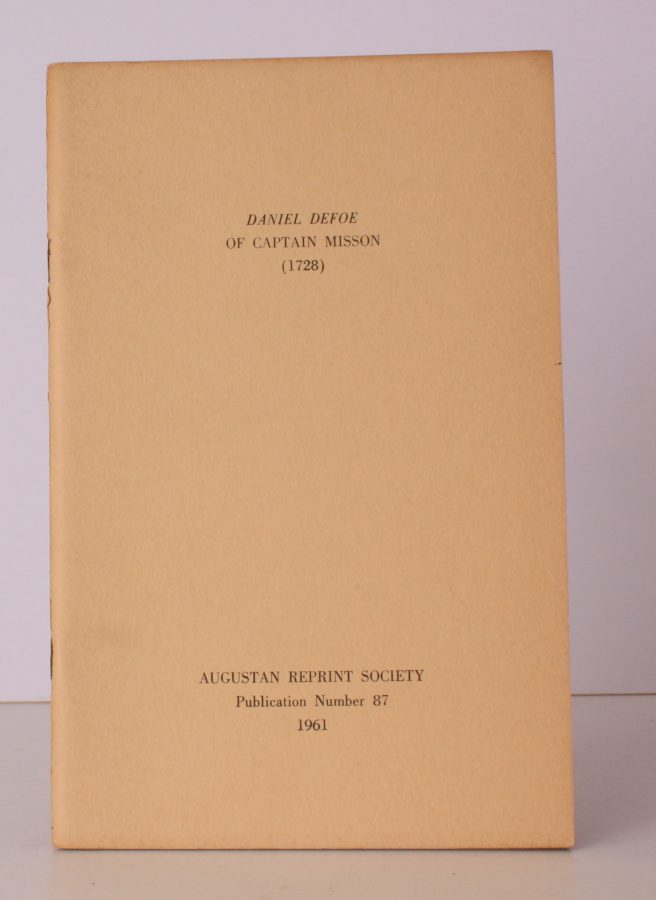 DANIEL DEFOE
OF CAPTAIN MISSON
(1728)
AUGUSTAN REPRINT SOCIETY
Publication Number 87
1961